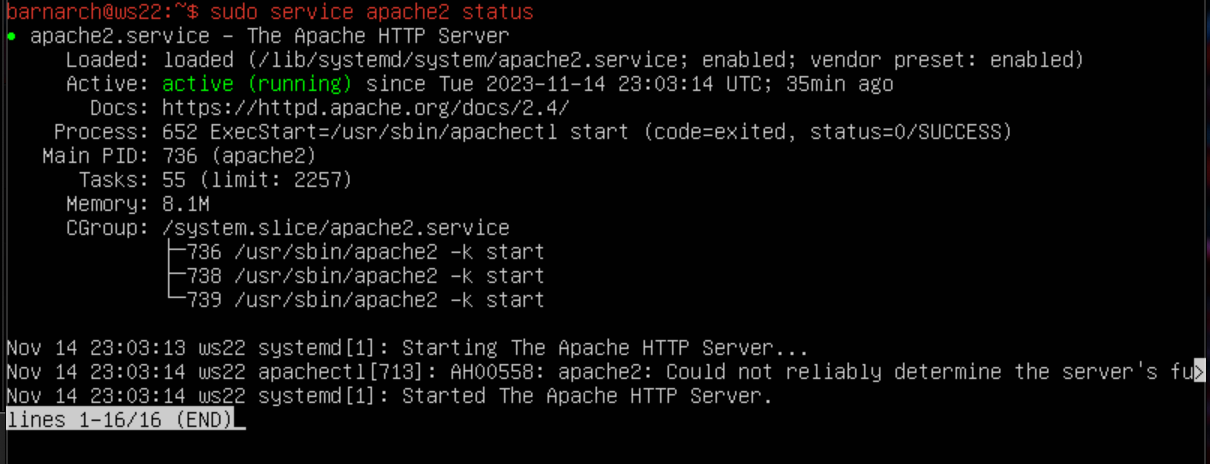 barnarch@ws22:~$ sudo service apache2 status
● apache2.service - The Apache HTTP Server
Loaded: loaded (/lib/systemd/system/apache2.service; enabled; vendor preset: enabled)
Active: active (running) since Tue 2023-11-14 23:03:14 UTC; 35min ago
Docs: https://httpd.apache.org/docs/2.4/
Process: 652 ExecStart=/usr/sbin/apachectl start (code=exited, status=0/SUCCESS)
Main PID: 736 (apache2)
Tasks: 55 (limit: 2257)
Memory: 8.1M
CGroup: /system.slice/apache2.service
├─736 /usr/sbin/apache2 -k start
├─738 /usr/sbin/apache2 -k start
└─739 /usr/sbin/apache2 -k start
Nov 14 23:03:13 ws22 systemd[1]: Starting The Apache HTTP Server...
Nov 14 23:03:14 ws22 apachectl[713]: AH00558: apache2: Could not reliably determine the server's fu>
Nov 14 23:03:14 ws22 systemd[1]: Started The Apache HTTP Server.
lines 1-16/16 (END)